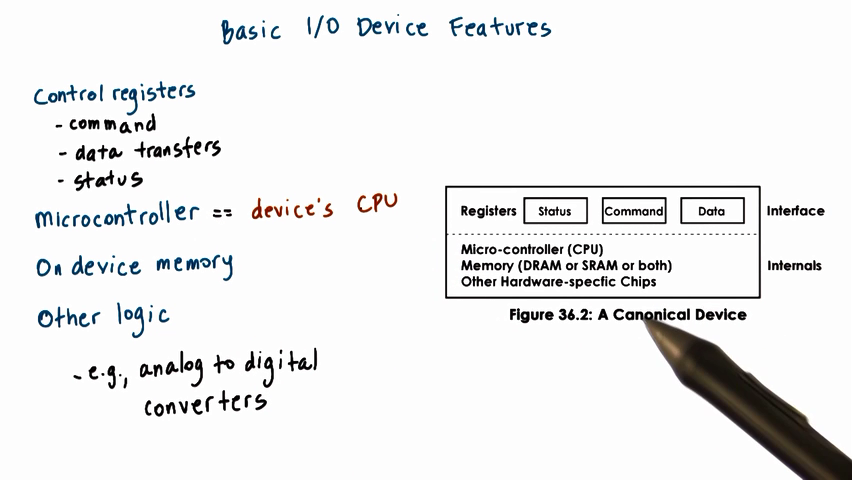 Basic I/O Device Features
Control registers
- command
- data transfers
- status
Microcontroller == device's CPU
On device memory
Other logic
- e.g., analog to digital
converters
Registers Status Command Data Interface
Micro-controller (CPU)
Memory (DRAM or SRAM or both) Internals
Other Hardware-specfic Chips
Figure 36.2: A Canonical Device